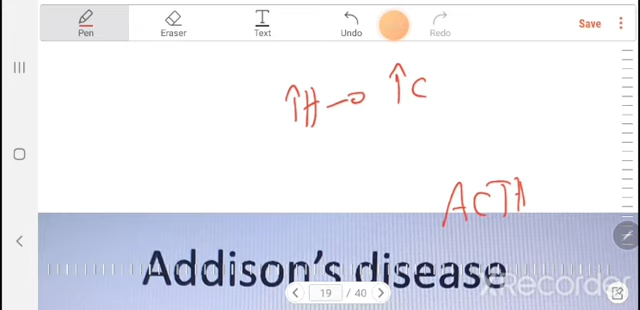 Pen
Eraser
Text
Undo
Redo
Save
↑H → ↑C
ACTH
Addison's disease
19 / 40
XRecorder